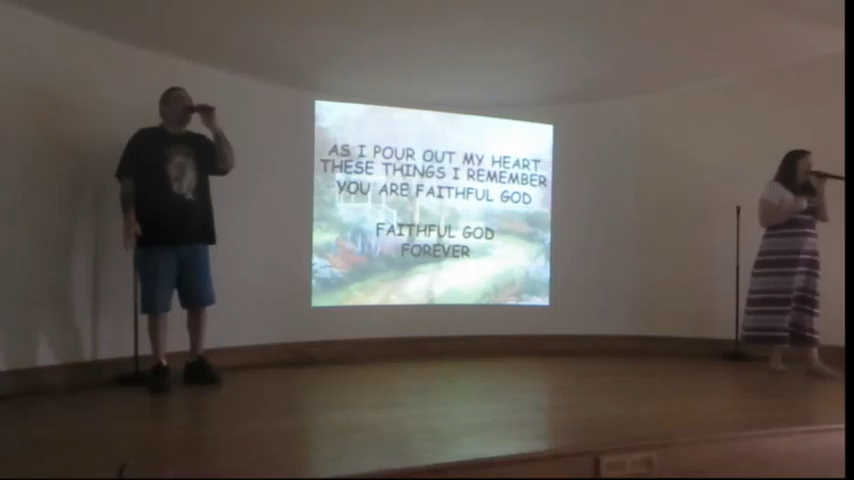 AS I POUR OUT MY HEART
THESE THINGS I REMEMBER
YOU ARE FAITHFUL GOD
FAITHFUL GOD
FOREVER